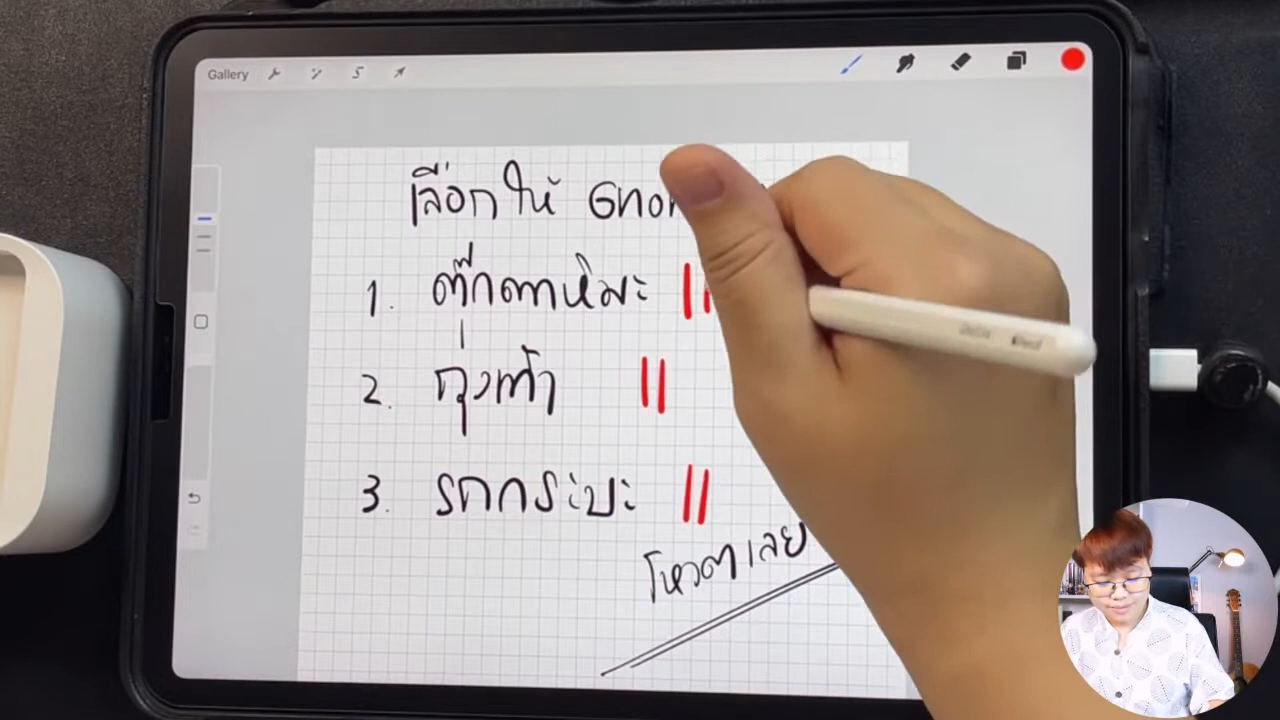 Gallery
เลือกให้
1. ตุ๊กตาหิมะ
2. ถุงเท้า
3. รถกระบะ
โหวตเลย